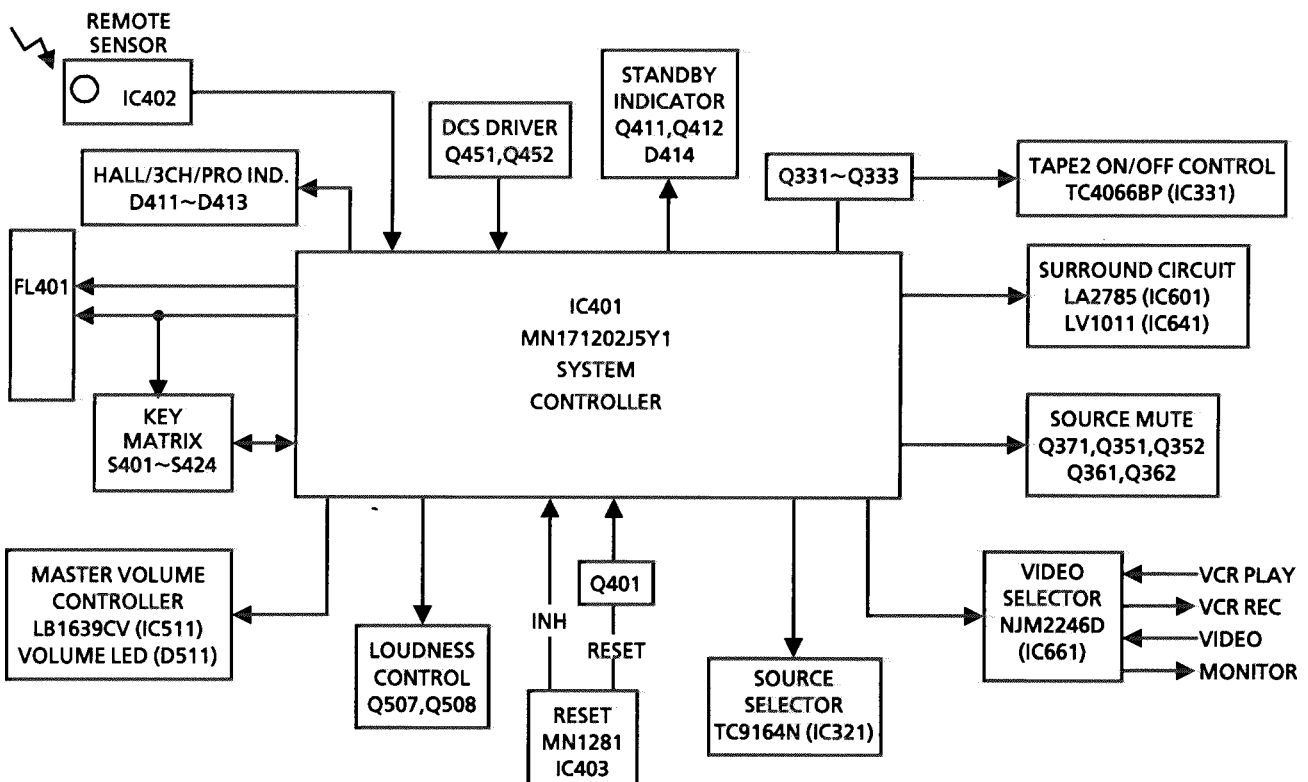 REMOTE
SENSOR
IC402
DCS DRIVER
Q451,Q452
STANDBY
INDICATOR
Q411,Q412
D414
Q331~Q333
TAPE2 ON/OFF CONTROL
TC4066BP (IC331)
HALL/3CH/PRO IND.
D411~D413
FL401
IC401
MN171202J5Y1
SYSTEM
CONTROLLER
SURROUND CIRCUIT
LA2785 (IC601)
LV1011 (IC641)
KEY
MATRIX
S401~S424
SOURCE MUTE
Q371,Q351,Q352
Q361,Q362
MASTER VOLUME
CONTROLLER
LB1639CV (IC511)
VOLUME LED (D511)
LOUDNESS
CONTROL
Q507,Q508
INH
Q401
RESET
RESET
MN1281
IC403
SOURCE
SELECTOR
TC9164N (IC321)
VIDEO
SELECTOR
NJM2246D
(IC661)
VCR PLAY
VCR REC
VIDEO
MONITOR